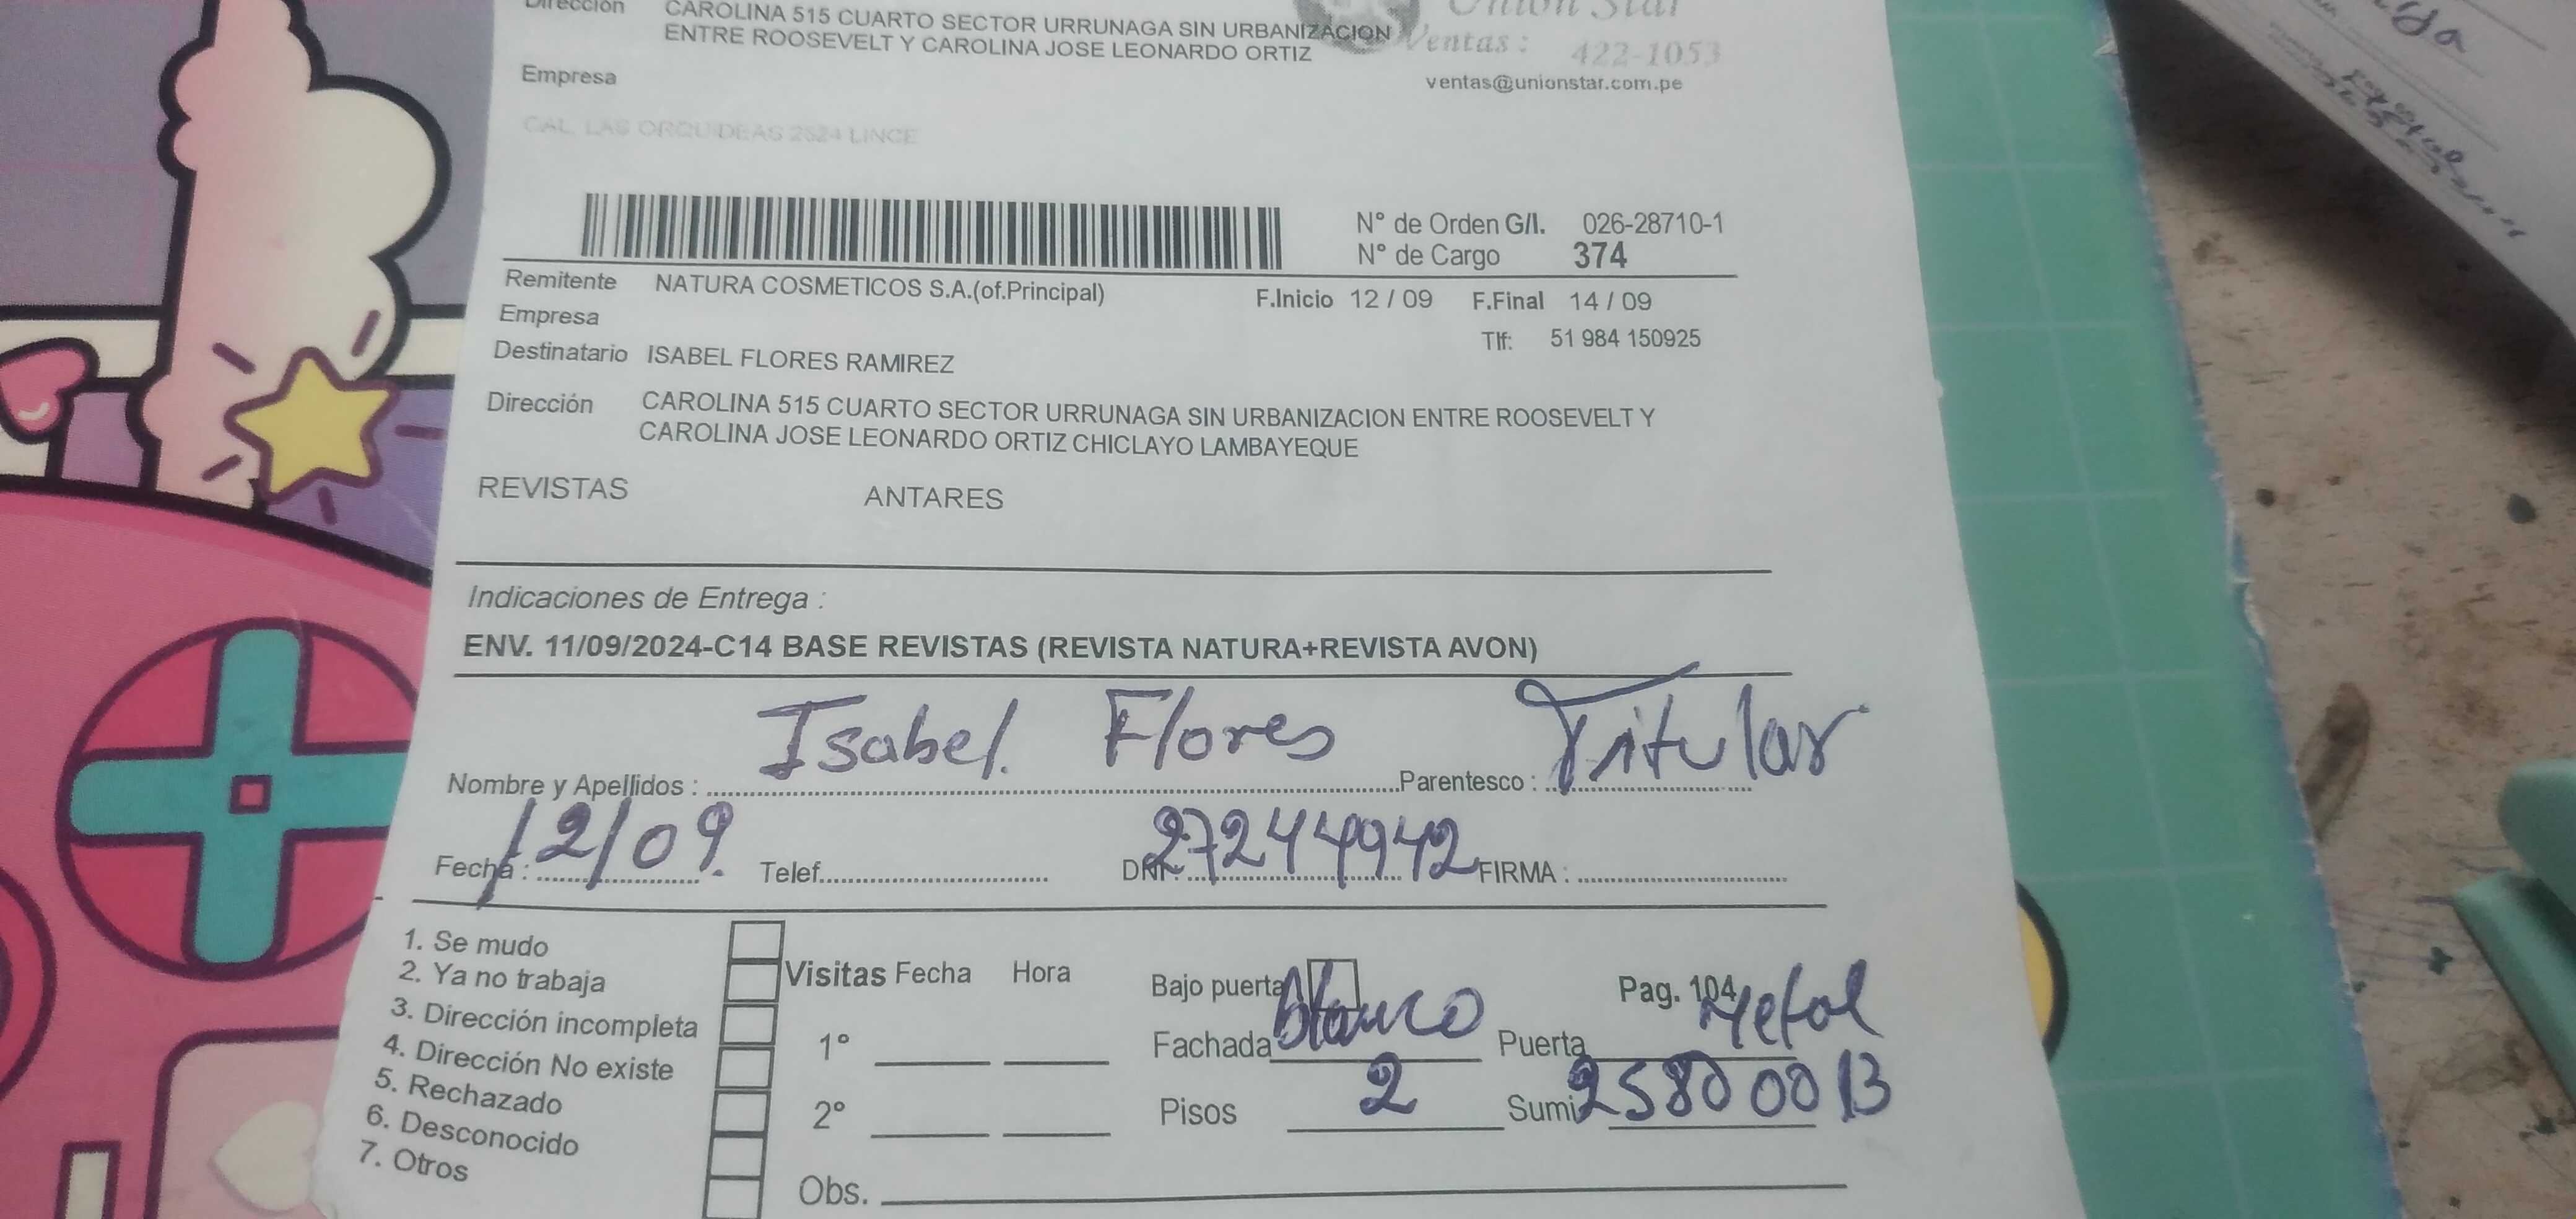 Dirección CAROLINA 515 CUARTO SECTOR URRUNAGA SIN URBANIZACION
ENTRE ROOSEVELT Y CAROLINA JOSE LEONARDO ORTIZ
Union Star
Ventas: 422-1053
ventas@unionstar.com.pe
Empresa
CAL. LAS ORQUIDEAS 2624 LINCE
N° de Orden G/I. 026-28710-1
N° de Cargo 374
Remitente NATURA COSMETICOS S.A.(of.Principal)
F.Inicio 12 / 09 F.Final 14 / 09
Empresa
Tlf: 51 984 150925
Destinatario ISABEL FLORES RAMIREZ
Dirección CAROLINA 515 CUARTO SECTOR URRUNAGA SIN URBANIZACION ENTRE ROOSEVELT Y
CAROLINA JOSE LEONARDO ORTIZ CHICLAYO LAMBAYEQUE
REVISTAS ANTARES
Indicaciones de Entrega :
ENV. 11/09/2024-C14 BASE REVISTAS (REVISTA NATURA+REVISTA AVON)
Nombre y Apellidos : Isabel. Flores Parentesco : Titular
Fecha : 12/09. Telef. DNI : 27244942 FIRMA :
1. Se mudo
2. Ya no trabaja
3. Dirección incompleta
4. Dirección No existe
5. Rechazado
6. Desconocido
7. Otros
Visitas Fecha Hora
1°
2°
Obs.
Bajo puerta Pag. 104
Fachada blanco Puerta Metal
Pisos 2 Sumi 25800013